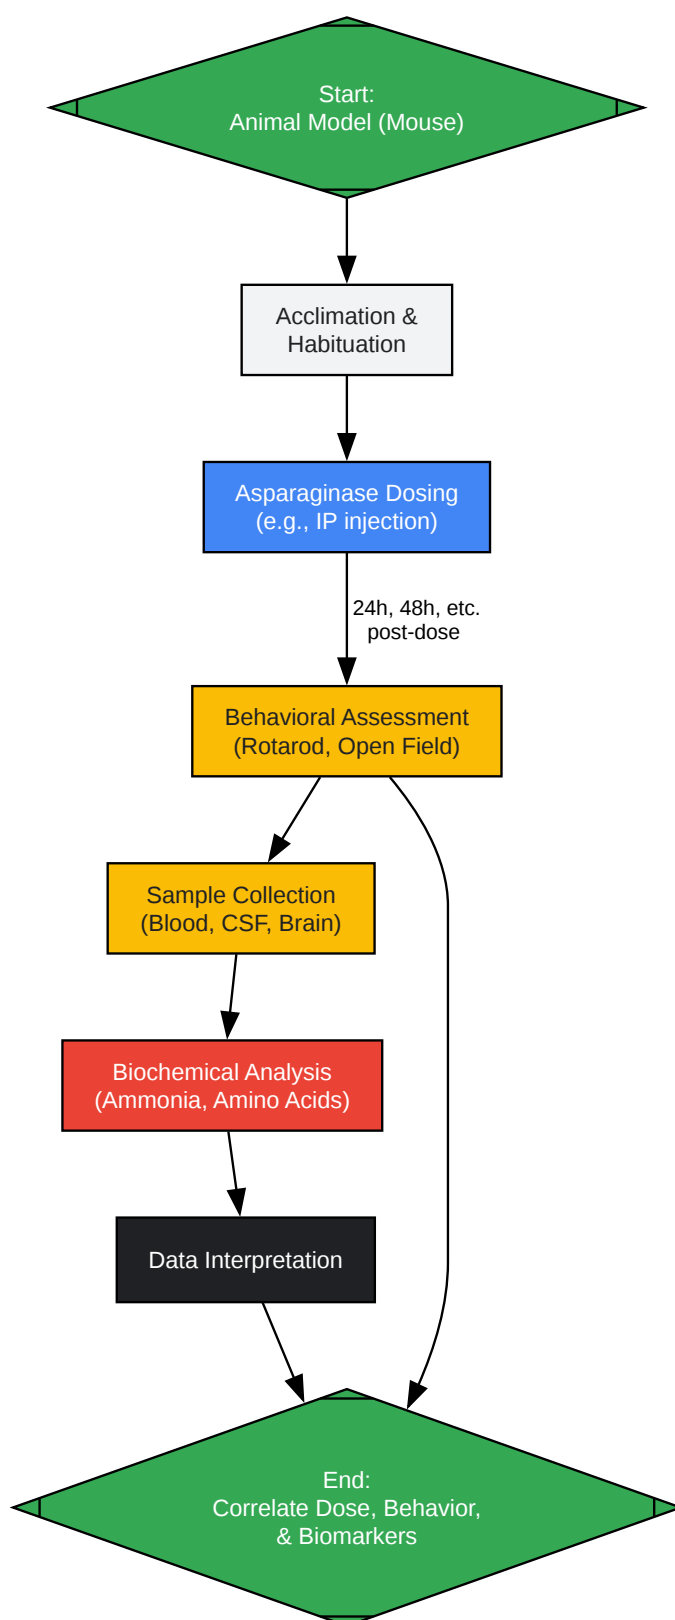 Start:
Animal Model (Mouse)
Acclimation &
Habituation
Asparaginase Dosing
(e.g., IP injection)
24h, 48h, etc.
post-dose
Behavioral Assessment
(Rotarod, Open Field)
Sample Collection
(Blood, CSF, Brain)
Biochemical Analysis
(Ammonia, Amino Acids)
Data Interpretation
End:
Correlate Dose, Behavior,
& Biomarkers